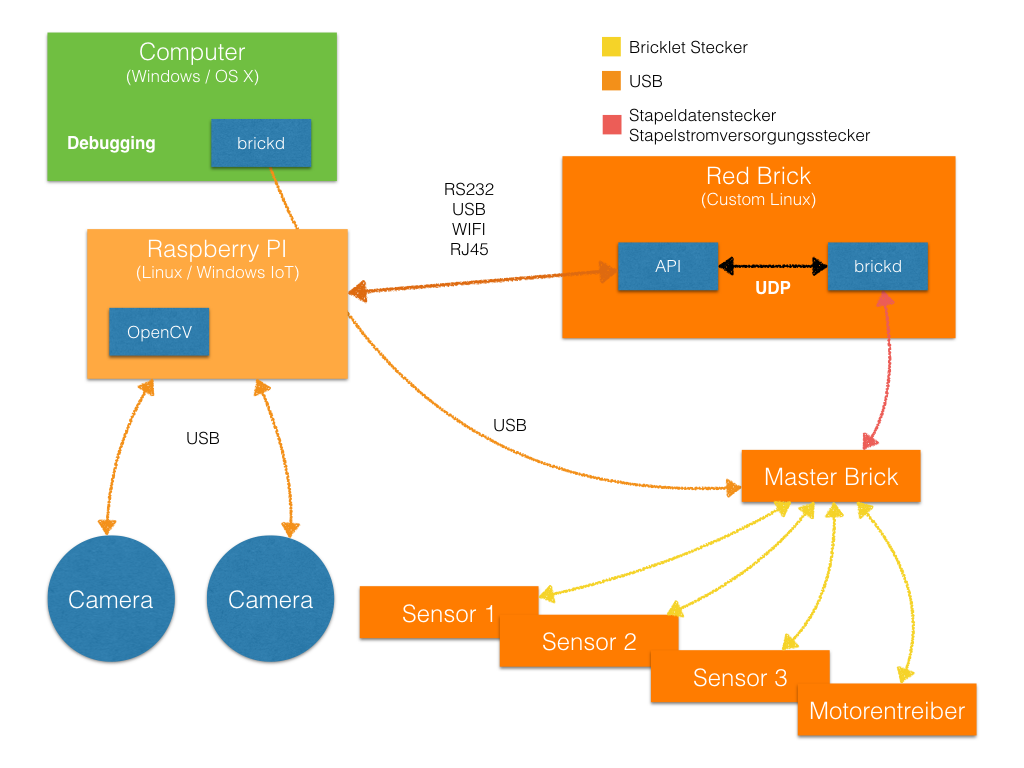 Computer
(Windows / OS X)
Debugging
brickd
Bricklet Stecker
USB
Stapeldatenstecker
Stapelstromversorgungsstecker
RS232
USB
WIFI
RJ45
Red Brick
(Custom Linux)
API
UDP
brickd
Raspberry PI
(Linux / Windows IoT)
OpenCV
USB
USB
Master Brick
Camera
Camera
Sensor 1
Sensor 2
Sensor 3
Motorentreiber